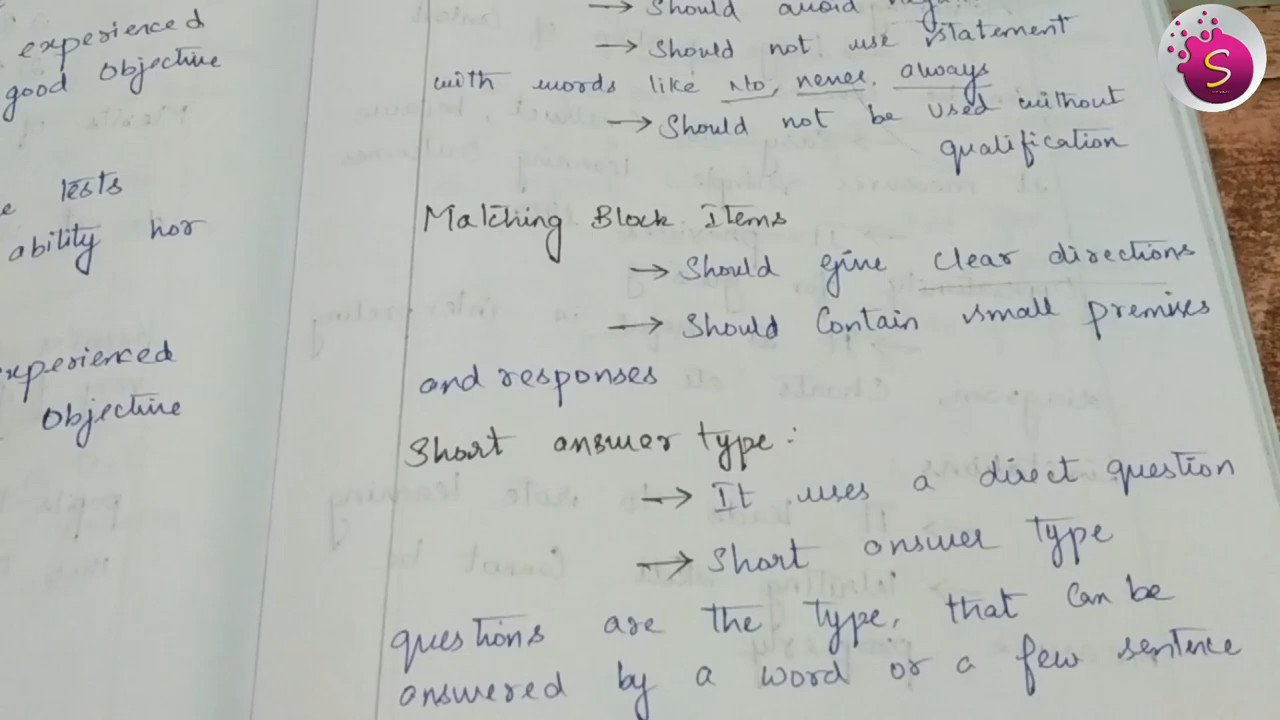 experienced
good Objective
tests
ability nor
experienced
Objective
→ Should avoid
→ Should not use statement
with words like No, never, always
→ Should not be used without
qualification
Matching Block Items
→ Should give clear directions
→ Should Contain small premises
and responses
Short answer type :
→ It uses a direct question
→ Short answer type
questions are the type, that can be
answered by a word or a few sentence
S